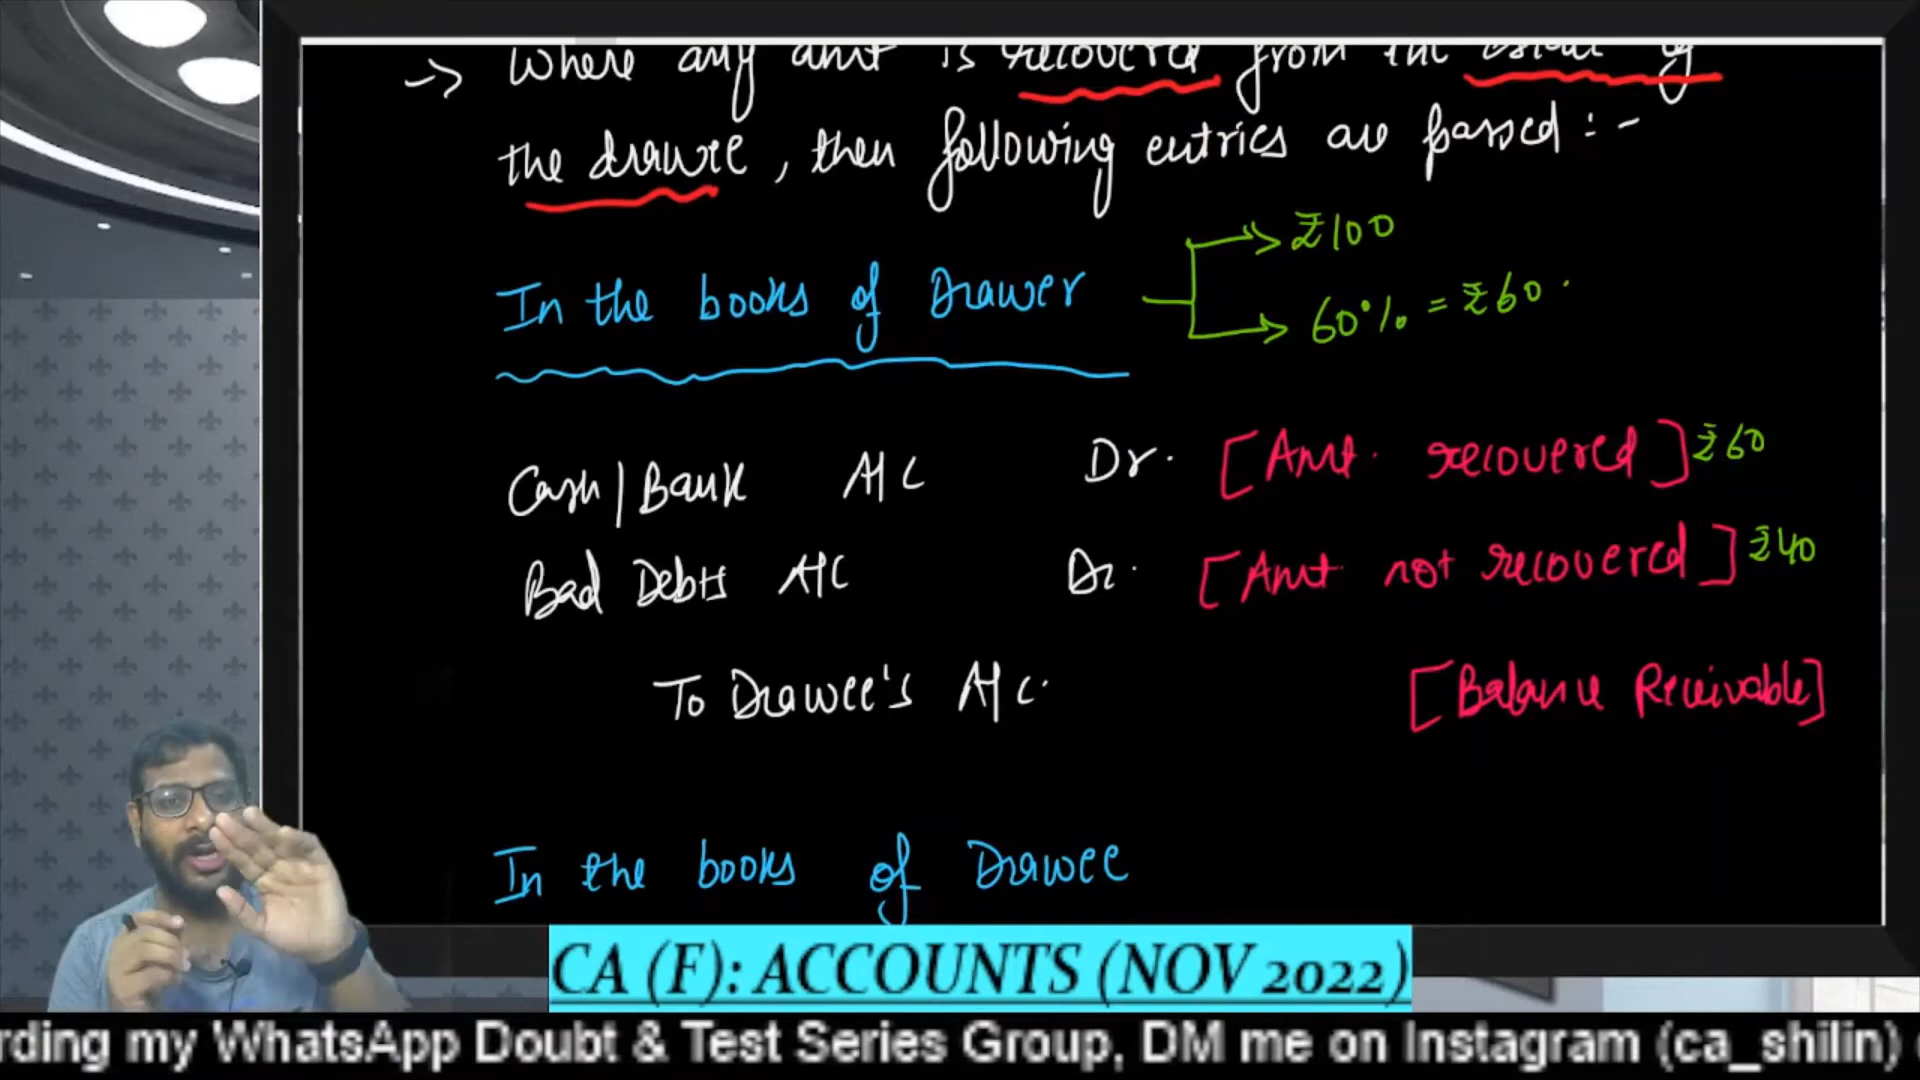 → Where any amt is recovered from the estate of
the drawee, then following entries are passed :-
In the books of Drawer
→ ₹100
→ 60% = ₹60.
Cash/Bank A/C Dr. [Amt. recovered] ₹60
Bad Debts A/C Dr. [Amt not recovered] ₹40
To Drawee's A/C. [Balance Receivable]
In the books of Drawee
CA (F): ACCOUNTS (NOV 2022)
rding my WhatsApp Doubt & Test Series Group, DM me on Instagram (ca_shilin)